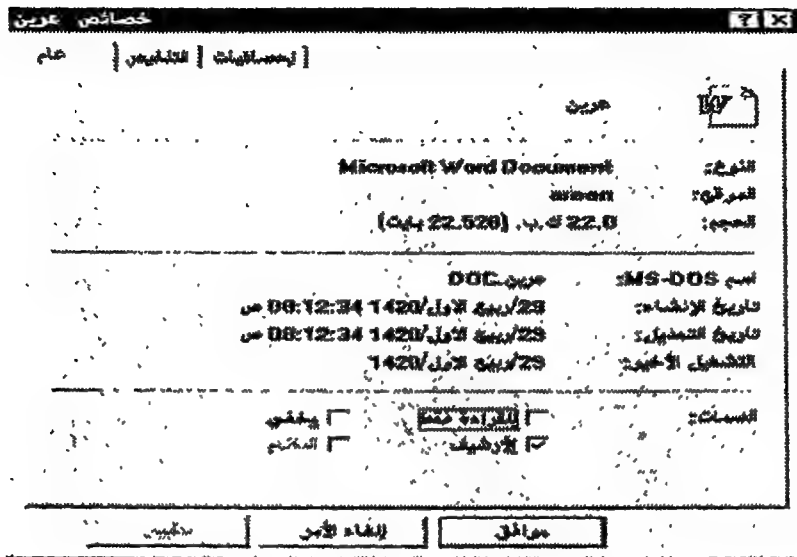 خصائص عرين
عام التلخيص إحصائيات
عرين
النوع: Microsoft Word Document
الموقع:
الحجم: 22.0 ك.ب. (22.528 بايت)
اسم MS-DOS: عرين.DOC
تاريخ الإنشاء: 29/ربيع الاول/1420 08:12:34 ص
تاريخ التعديل: 29/ربيع الاول/1420 08:12:34 ص
التشغيل الأخير: 29/ربيع الاول/1420
السمات: للقراءة فقط مخفي
الأرشيف النظام
موافق إلغاء الأمر تطبيق